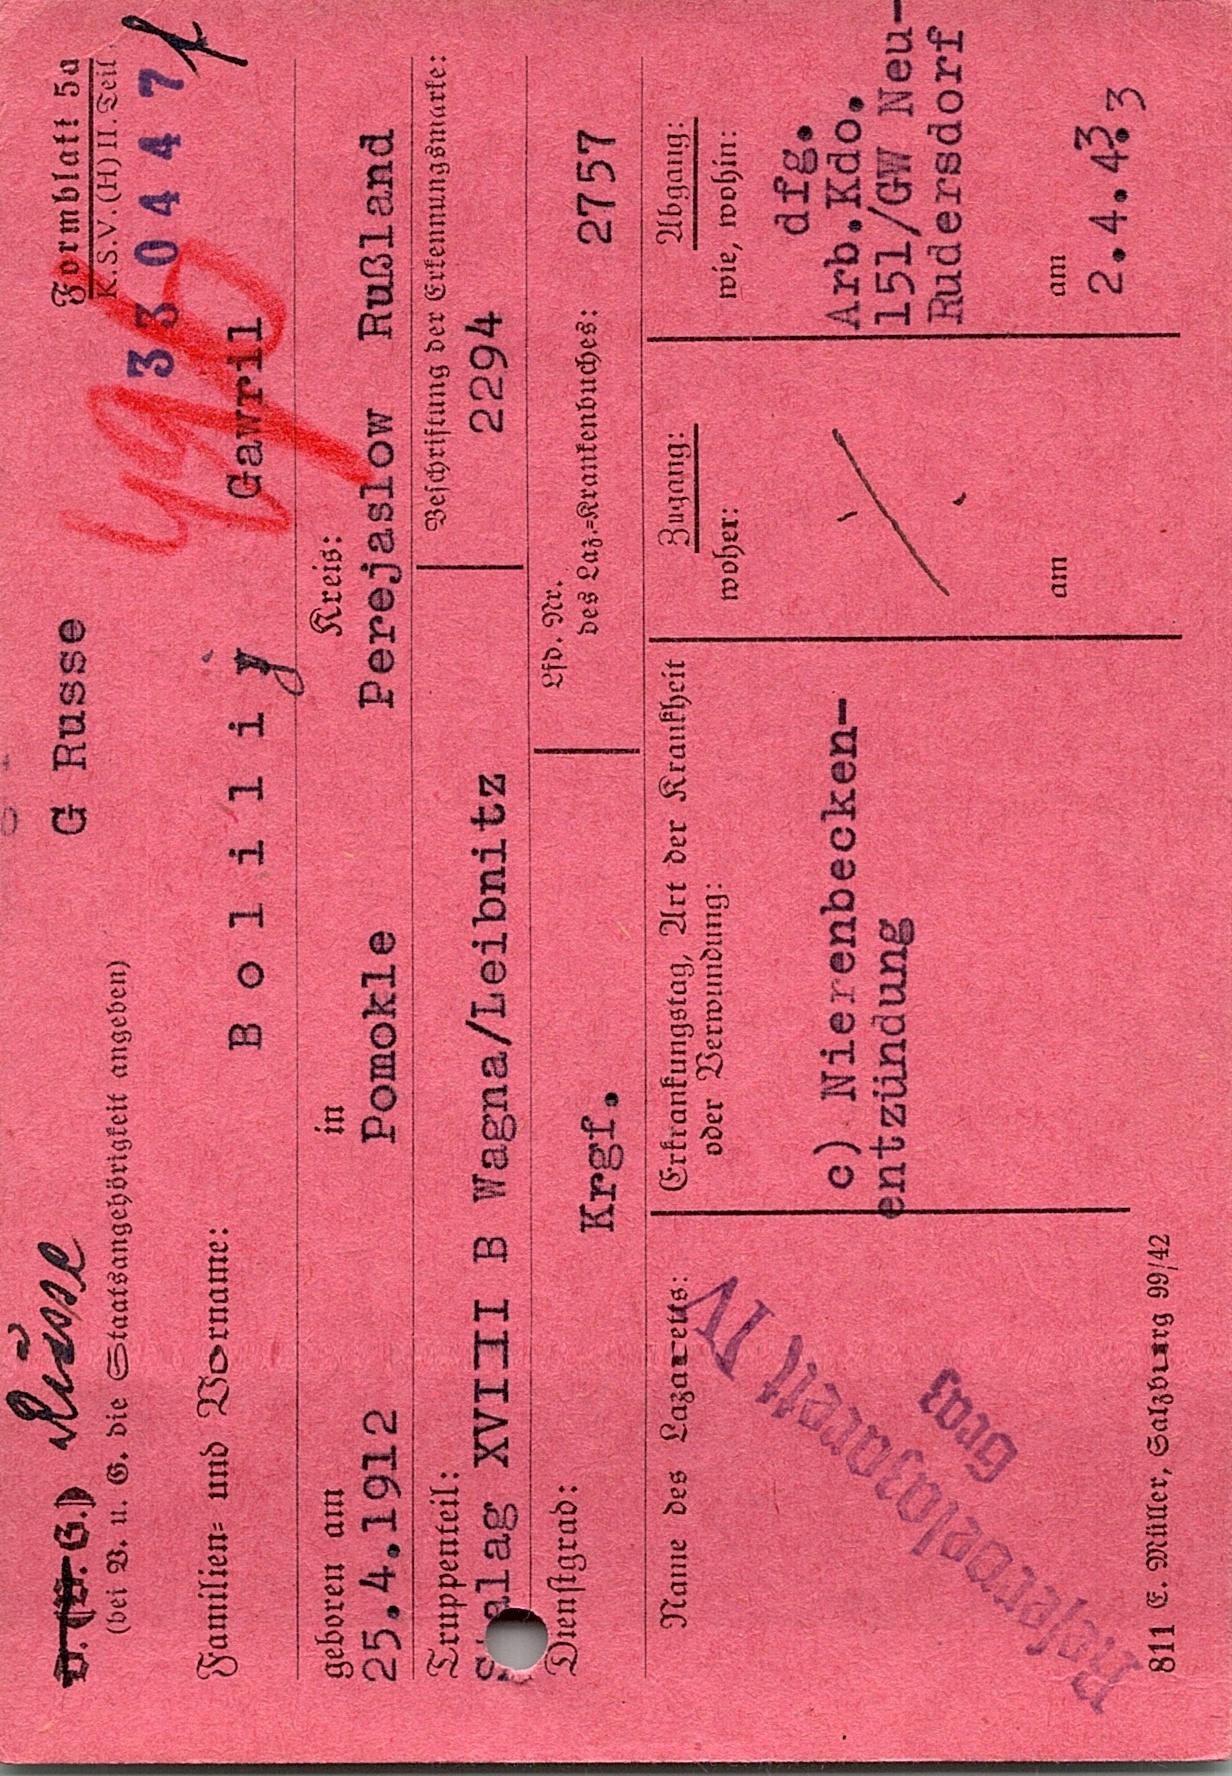 D. (V. G.) Russe G Russe Formblatt 5a
(bei V. u. G. die Staatsangehörigkeit angeben) K.S.V.(H)II.Teil
330447
496
Familien- und Vorname:
Bolilij Gawril
geboren am in Kreis:
25.4.1912 Pomokle Perejaslow Rußland
Truppenteil: Beschriftung der Erkennungsmarke:
Stalag XVIII B Wagna/Leibnitz 2294
Dienstgrad: Lfd. Nr.
des Laz.=Krankenbuches: 2757
Krgf.
Name des Lazaretts:
Reservelazarett IV
Graz
Erkrankungstag, Art der Krankheit
oder Verwundung:
c) Nierenbecken-
entzündung
Zugang:
woher:
am
Abgang:
wie, wohin:
dfg.
Arb.Kdo.
151/GW Neu-
Rudersdorf
am
2.4.43
3
811 E. Müller, Salzburg 99/42